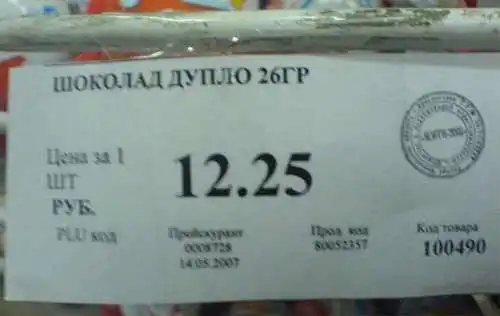 ШОКОЛАД ДУПЛО 26ГР
Цена за 1
ШТ
РУБ.
12.25
PLU код
Прейскурант
0008728
14.05.2007
Прод. код
80052357
Код товара
100490